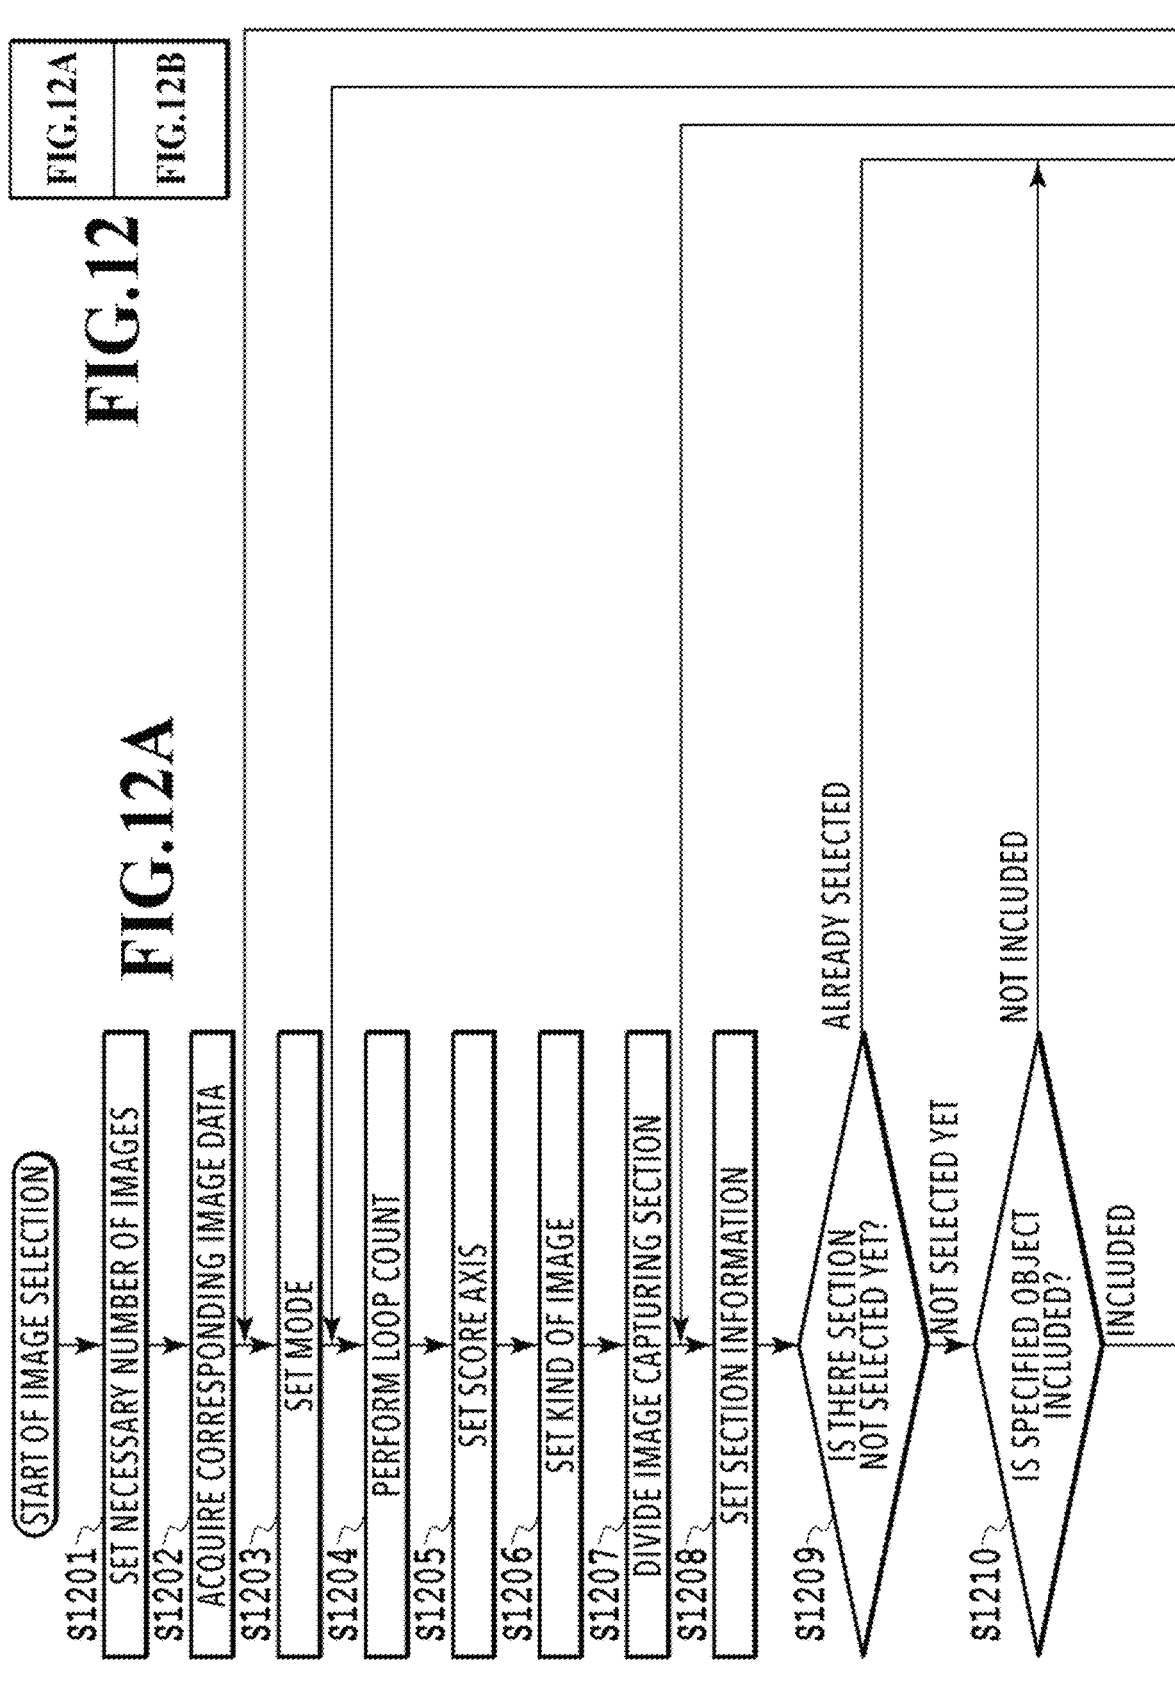 FIG.12
FIG.12A
FIG.12B
FIG.12A
START OF IMAGE SELECTION
S1201
SET NECESSARY NUMBER OF IMAGES
S1202
ACQUIRE CORRESPONDING IMAGE DATA
S1203
SET MODE
S1204
PERFORM LOOP COUNT
S1205
SET SCORE AXIS
S1206
SET KIND OF IMAGE
S1207
DIVIDE IMAGE CAPTURING SECTION
S1208
SET SECTION INFORMATION
S1209
IS THERE SECTION
NOT SELECTED YET?
ALREADY SELECTED
NOT SELECTED YET
S1210
IS SPECIFIED OBJECT
INCLUDED?
NOT INCLUDED
INCLUDED